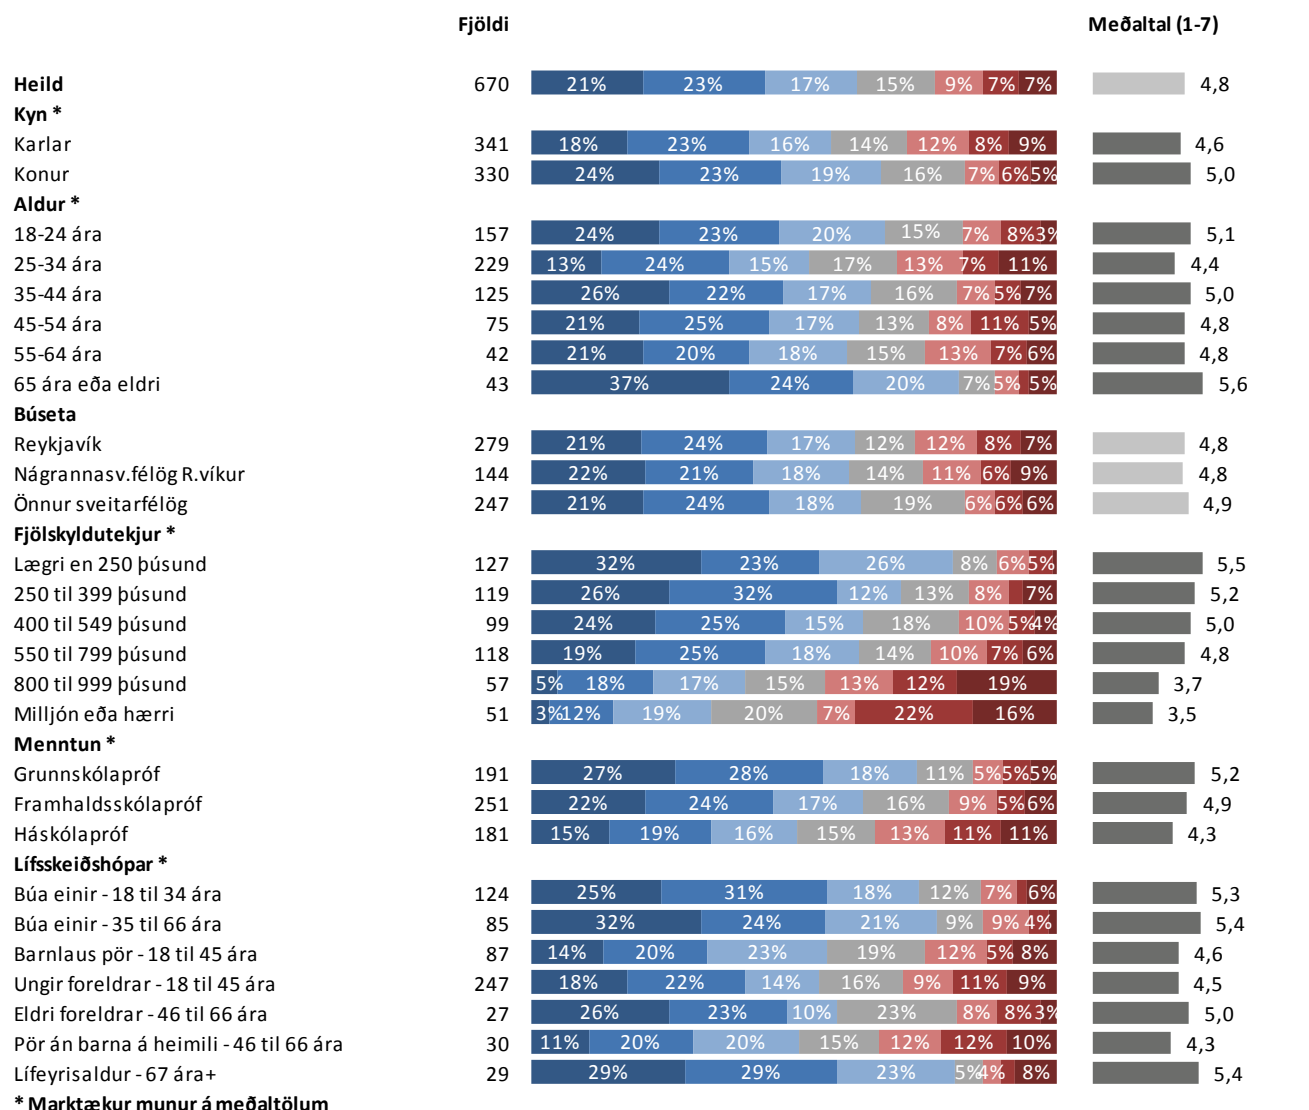 Fjöldi Meðaltal (1-7)
Heild 670 21% 23% 17% 15% 9% 7% 7% 4,8
Kyn *
Karlar 341 18% 23% 16% 14% 12% 8% 9% 4,6
Konur 330 24% 23% 19% 16% 7% 6% 5% 5,0
Aldur *
18-24 ára 157 24% 23% 20% 15% 7% 8% 3% 5,1
25-34 ára 229 13% 24% 15% 17% 13% 7% 11% 4,4
35-44 ára 125 26% 22% 17% 16% 7% 5% 7% 5,0
45-54 ára 75 21% 25% 17% 13% 8% 11% 5% 4,8
55-64 ára 42 21% 20% 18% 15% 13% 7% 6% 4,8
65 ára eða eldri 43 37% 24% 20% 7% 5% 5% 5,6
Búseta
Reykjavík 279 21% 24% 17% 12% 12% 8% 7% 4,8
Nágrannasv.félög R.víkur 144 22% 21% 18% 14% 11% 6% 9% 4,8
Önnur sveitarfélög 247 21% 24% 18% 19% 6% 6% 6% 4,9
Fjölskyldutekjur *
Lægri en 250 þúsund 127 32% 23% 26% 8% 6% 5% 5,5
250 til 399 þúsund 119 26% 32% 12% 13% 8% 7% 5,2
400 til 549 þúsund 99 24% 25% 15% 18% 10% 5% 4% 5,0
550 til 799 þúsund 118 19% 25% 18% 14% 10% 7% 6% 4,8
800 til 999 þúsund 57 5% 18% 17% 15% 13% 12% 19% 3,7
Milljón eða hærri 51 3% 12% 19% 20% 7% 22% 16% 3,5
Menntun *
Grunnskólapróf 191 27% 28% 18% 11% 5% 5% 5% 5,2
Framhaldsskólapróf 251 22% 24% 17% 16% 9% 5% 6% 4,9
Háskólapróf 181 15% 19% 16% 15% 13% 11% 11% 4,3
Lífsskeiðshópar *
Búa einir - 18 til 34 ára 124 25% 31% 18% 12% 7% 6% 5,3
Búa einir - 35 til 66 ára 85 32% 24% 21% 9% 9% 4% 5,4
Barnlaus pör - 18 til 45 ára 87 14% 20% 23% 19% 12% 5% 8% 4,6
Ungir foreldrar - 18 til 45 ára 247 18% 22% 14% 16% 9% 11% 9% 4,5
Eldri foreldrar - 46 til 66 ára 27 26% 23% 10% 23% 8% 8% 3% 5,0
Pör án barna á heimili - 46 til 66 ára 30 11% 20% 20% 15% 12% 12% 10% 4,3
Lífeyrisaldur - 67 ára+ 29 29% 29% 23% 5% 4% 8% 5,4
* Marktækur munur á meðaltölum